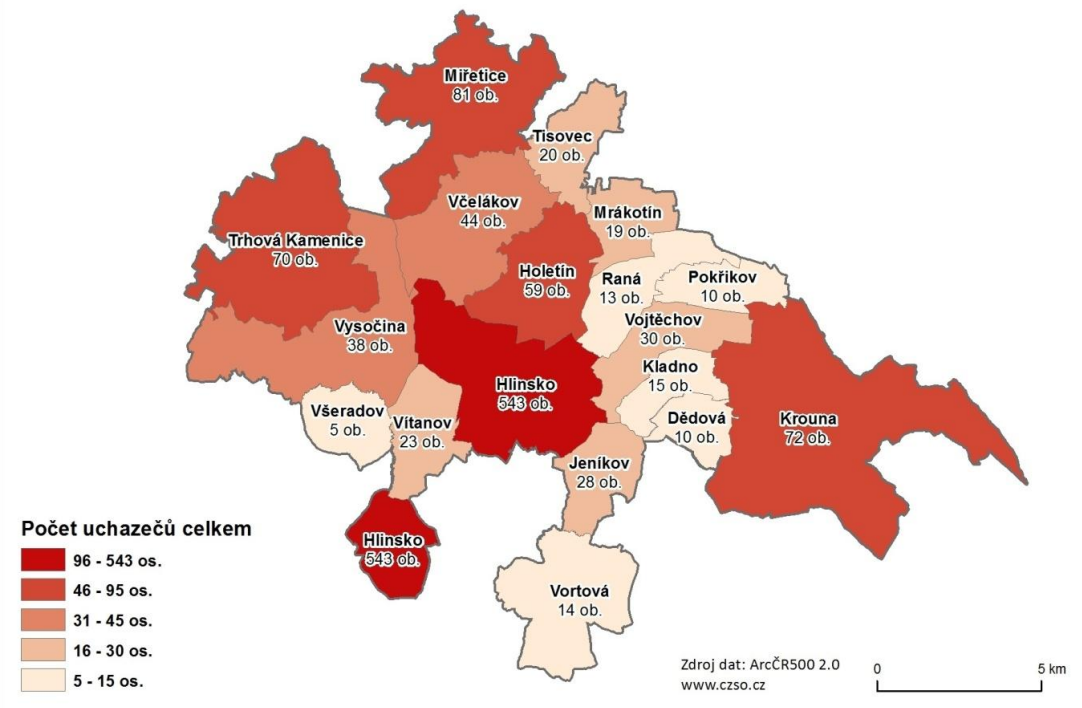 Miřetice
81 ob.
Tisovec
20 ob.
Včelákov
44 ob.
Mrákotín
19 ob.
Trhová Kamenice
70 ob.
Holetín
59 ob.
Raná
13 ob.
Pokřikov
10 ob.
Vysočina
38 ob.
Vojtěchov
30 ob.
Kladno
15 ob.
Hlinsko
543 ob.
Všeradov
5 ob.
Vítanov
23 ob.
Dědová
10 ob.
Krouna
72 ob.
Jeníkov
28 ob.
Hlinsko
543 ob.
Vortová
14 ob.
Počet uchazečů celkem
96 - 543 os.
46 - 95 os.
31 - 45 os.
16 - 30 os.
5 - 15 os.
Zdroj dat: ArcČR500 2.0
www.czso.cz
0 5 km